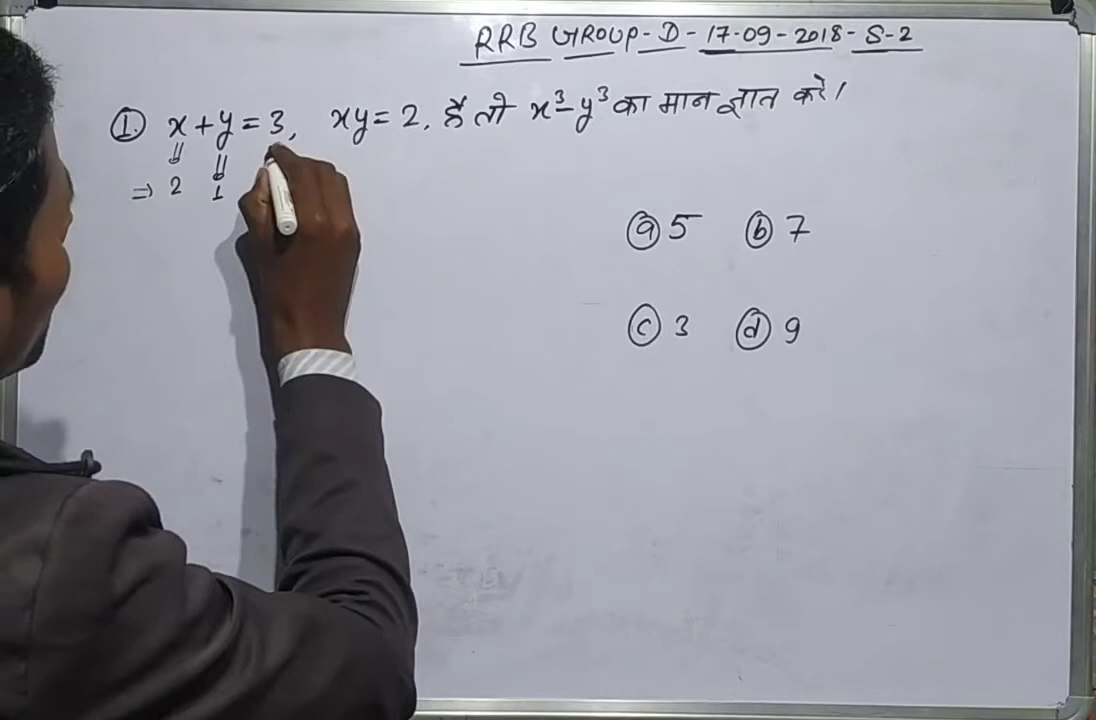 RRB GROUP-D-17-09-2018-S-2
①. x+y=3, xy=2, हैं तो x³-y³ का मान ज्ञात करे।
⇒ 2 1
ⓐ 5 ⓑ 7
ⓒ 3 ⓓ 9